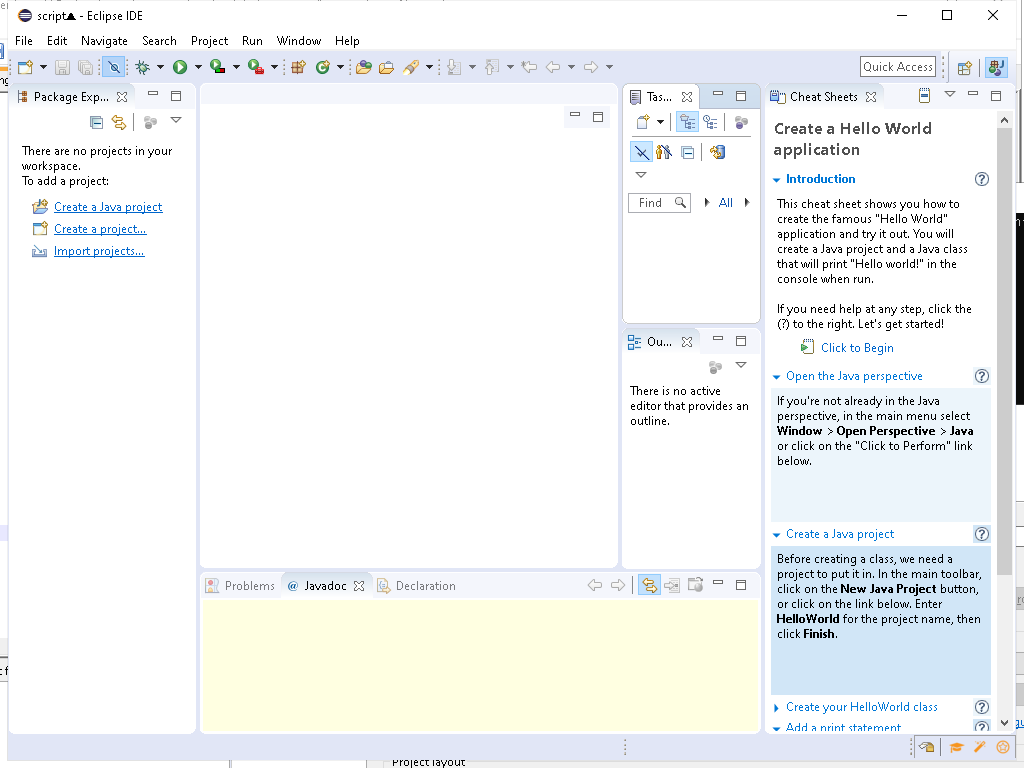 script▲ - Eclipse IDE
File Edit Navigate Search Project Run Window Help
Quick Access
Package Exp...
There are no projects in your
workspace.
To add a project:
Create a Java project
Create a project...
Import projects...
Tas...
Find
All
Ou...
There is no active
editor that provides an
outline.
Problems @ Javadoc Declaration
Cheat Sheets
Create a Hello World
application
Introduction
This cheat sheet shows you how to
create the famous "Hello World"
application and try it out. You will
create a Java project and a Java class
that will print "Hello world!" in the
console when run.
If you need help at any step, click the
(?) to the right. Let's get started!
Click to Begin
Open the Java perspective
If you're not already in the Java
perspective, in the main menu select
Window > Open Perspective > Java
or click on the "Click to Perform" link
below.
Create a Java project
Before creating a class, we need a
project to put it in. In the main toolbar,
click on the New Java Project button,
or click on the link below. Enter
HelloWorld for the project name, then
click Finish.
Create your HelloWorld class
Add a print statement
Project layout